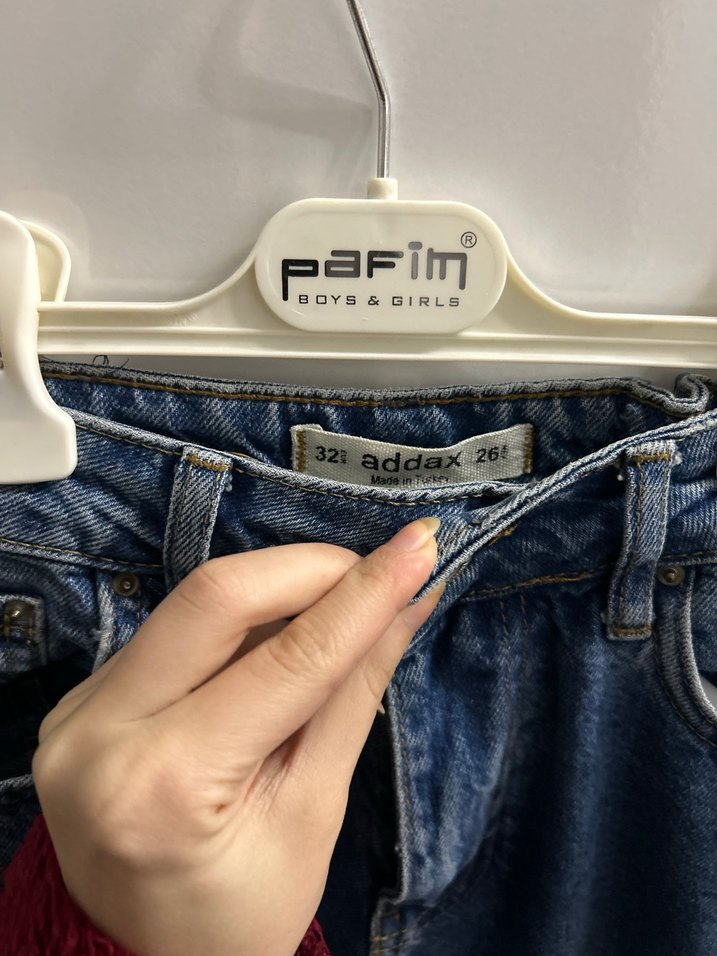 pafim ®
BOYS & GIRLS
32 addax 26
Made in Turkey